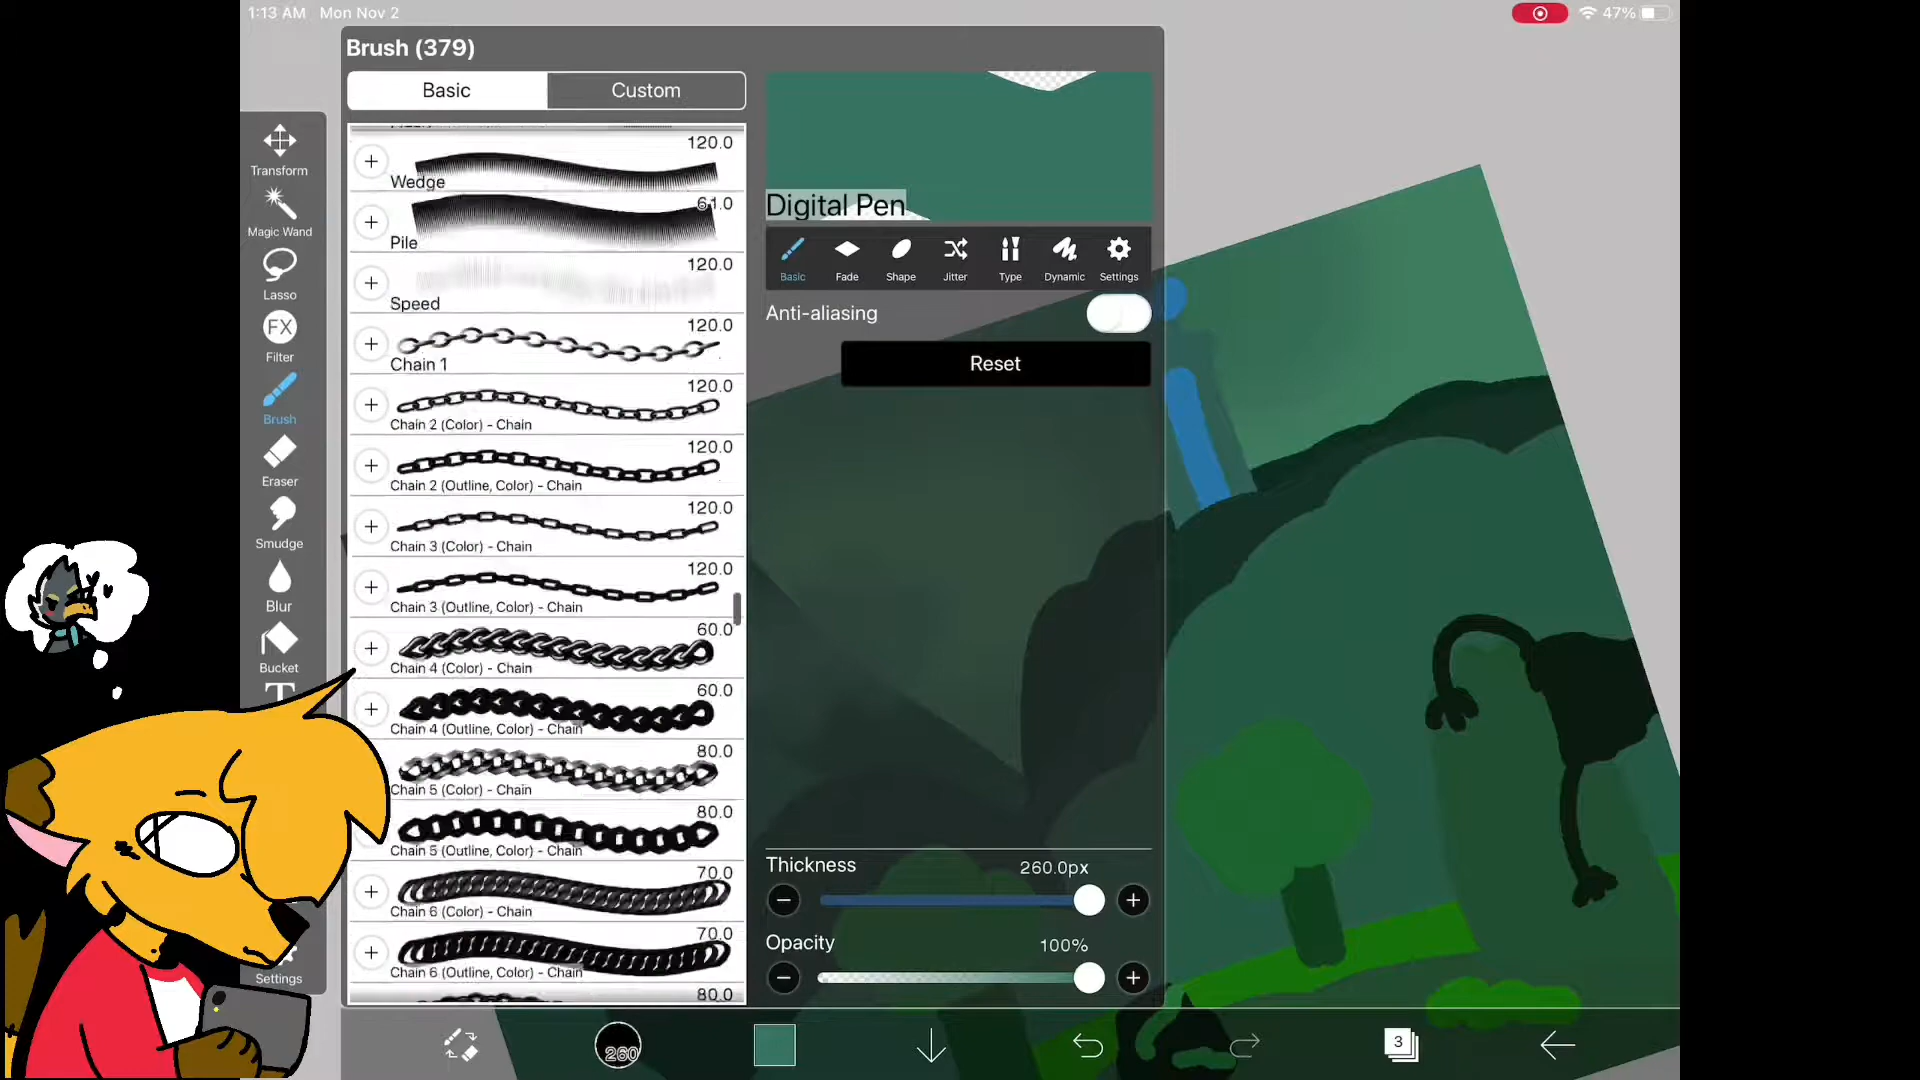 1:13 AM Mon Nov 2
47%
Brush (379)
Basic
Custom
120.0
Wedge
61.0
Pile
120.0
Speed
120.0
Chain 1
120.0
Chain 2 (Color) - Chain
120.0
Chain 2 (Outline, Color) - Chain
120.0
Chain 3 (Color) - Chain
120.0
Chain 3 (Outline, Color) - Chain
60.0
Chain 4 (Color) - Chain
60.0
Chain 4 (Outline, Color) - Chain
80.0
Chain 5 (Color) - Chain
80.0
Chain 5 (Outline, Color) - Chain
70.0
Chain 6 (Color) - Chain
70.0
Chain 6 (Outline, Color) - Chain
80.0
Transform
Magic Wand
Lasso
FX
Filter
Brush
Eraser
Smudge
Blur
Bucket
T
Settings
Digital Pen
Basic
Fade
Shape
Jitter
Type
Dynamic
Settings
Anti-aliasing
Reset
Thickness
260.0px
Opacity
100%
260
3